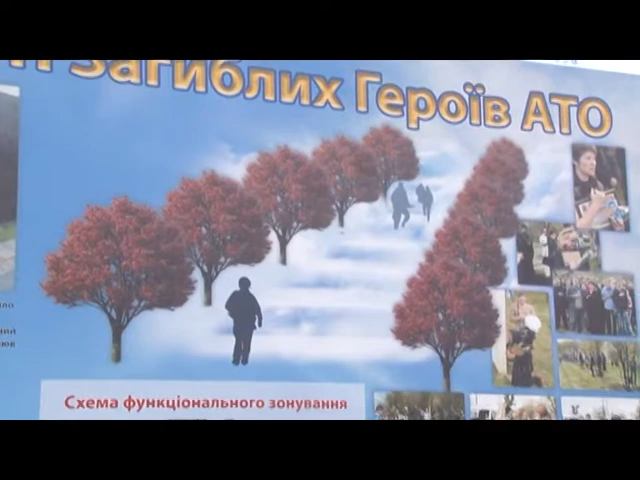 Загиблих Героїв АТО
Схема функціонального зонування